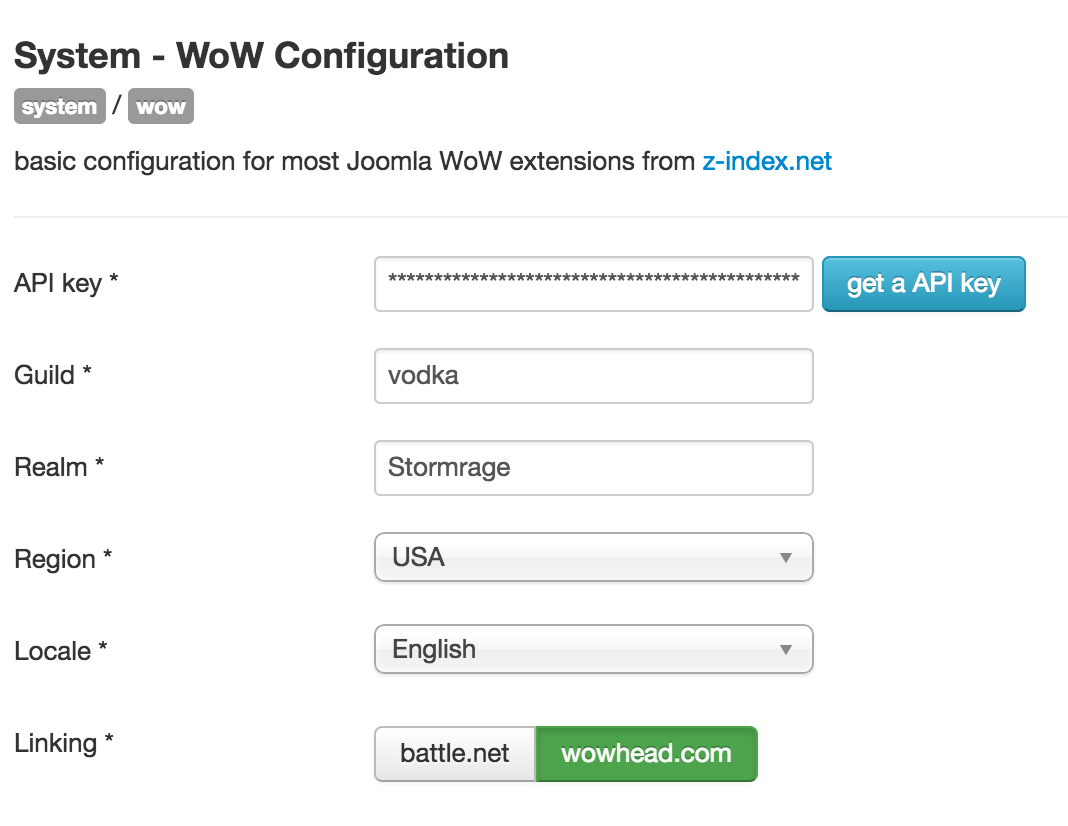 System - WoW Configuration
system / wow
basic configuration for most Joomla WoW extensions from z-index.net
API key * ********************************************* get a API key
Guild * vodka
Realm * Stormrage
Region * USA
Locale * English
Linking * battle.net wowhead.com